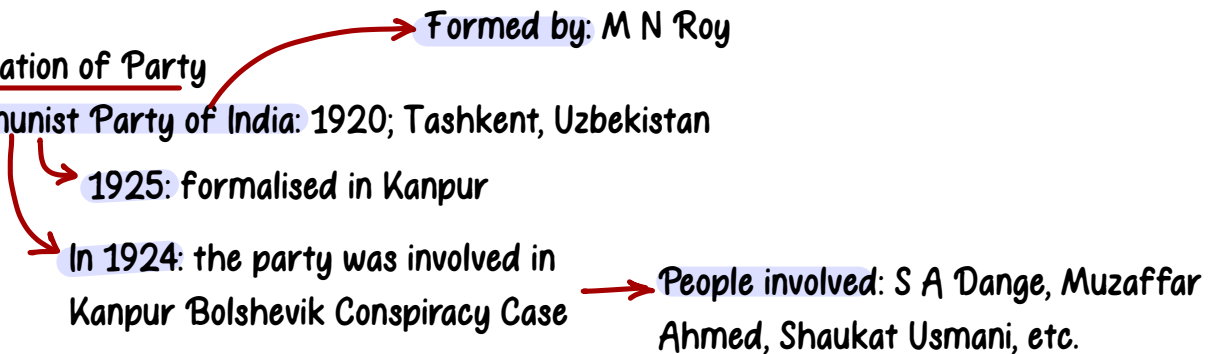 Formed by: M N Roy
ation of Party
munist Party of India: 1920; Tashkent, Uzbekistan
1925: formalised in Kanpur
In 1924: the party was involved in
Kanpur Bolshevik Conspiracy Case
People involved: S A Dange, Muzaffar
Ahmed, Shaukat Usmani, etc.